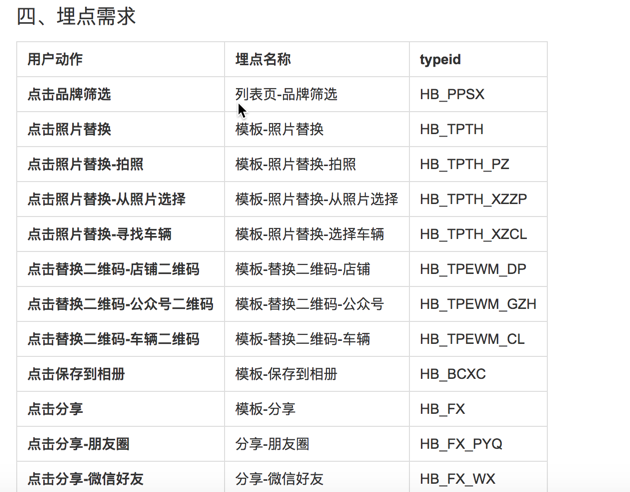 四、埋点需求
用户动作 埋点名称 typeid
点击品牌筛选 列表页-品牌筛选 HB_PPSX
点击照片替换 模板-照片替换 HB_TPTH
点击照片替换-拍照 模板-照片替换-拍照 HB_TPTH_PZ
点击照片替换-从照片选择 模板-照片替换-从照片选择 HB_TPTH_XZZP
点击照片替换-寻找车辆 模板-照片替换-选择车辆 HB_TPTH_XZCL
点击替换二维码-店铺二维码 模板-替换二维码-店铺 HB_TPEWM_DP
点击替换二维码-公众号二维码 模板-替换二维码-公众号 HB_TPEWM_GZH
点击替换二维码-车辆二维码 模板-替换二维码-车辆 HB_TPEWM_CL
点击保存到相册 模板-保存到相册 HB_BCXC
点击分享 模板-分享 HB_FX
点击分享-朋友圈 分享-朋友圈 HB_FX_PYQ
点击分享-微信好友 分享-微信好友 HB_FX_WX